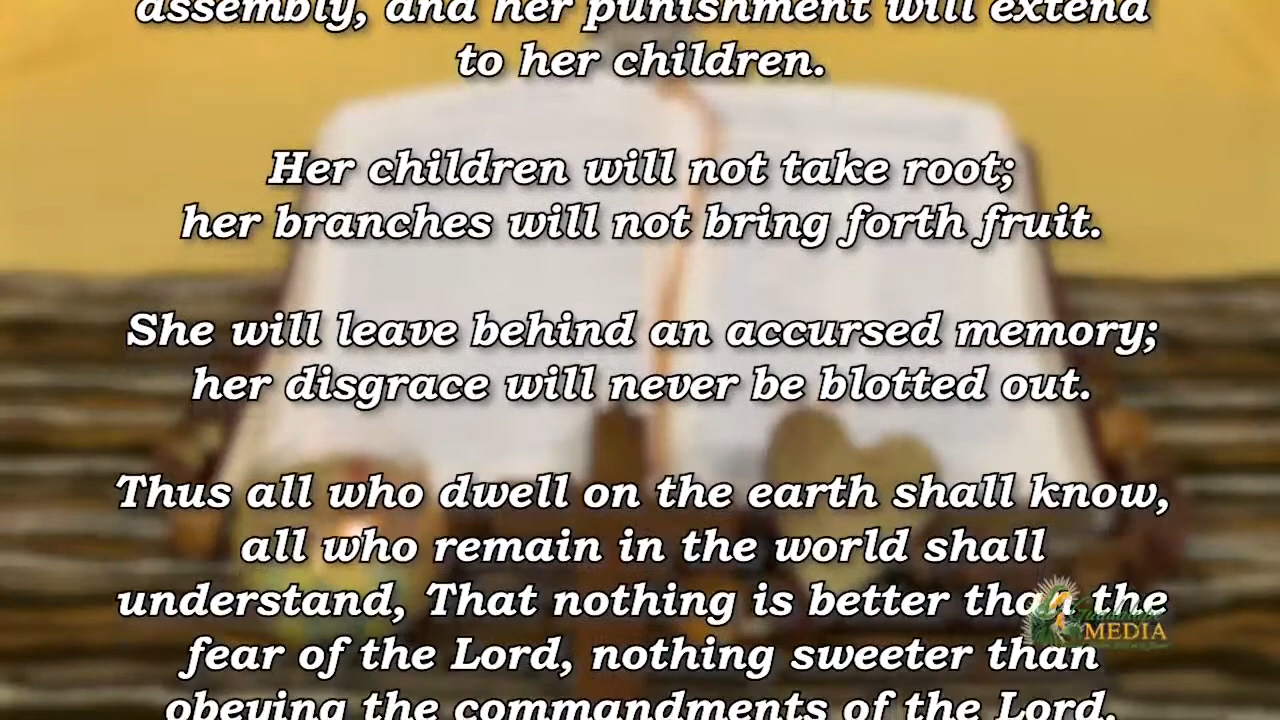 assembly, and her punishment will extend
to her children.
Her children will not take root;
her branches will not bring forth fruit.
She will leave behind an accursed memory;
her disgrace will never be blotted out.
Thus all who dwell on the earth shall know,
all who remain in the world shall
understand, That nothing is better than the
fear of the Lord, nothing sweeter than
obeying the commandments of the Lord.
MEDIA